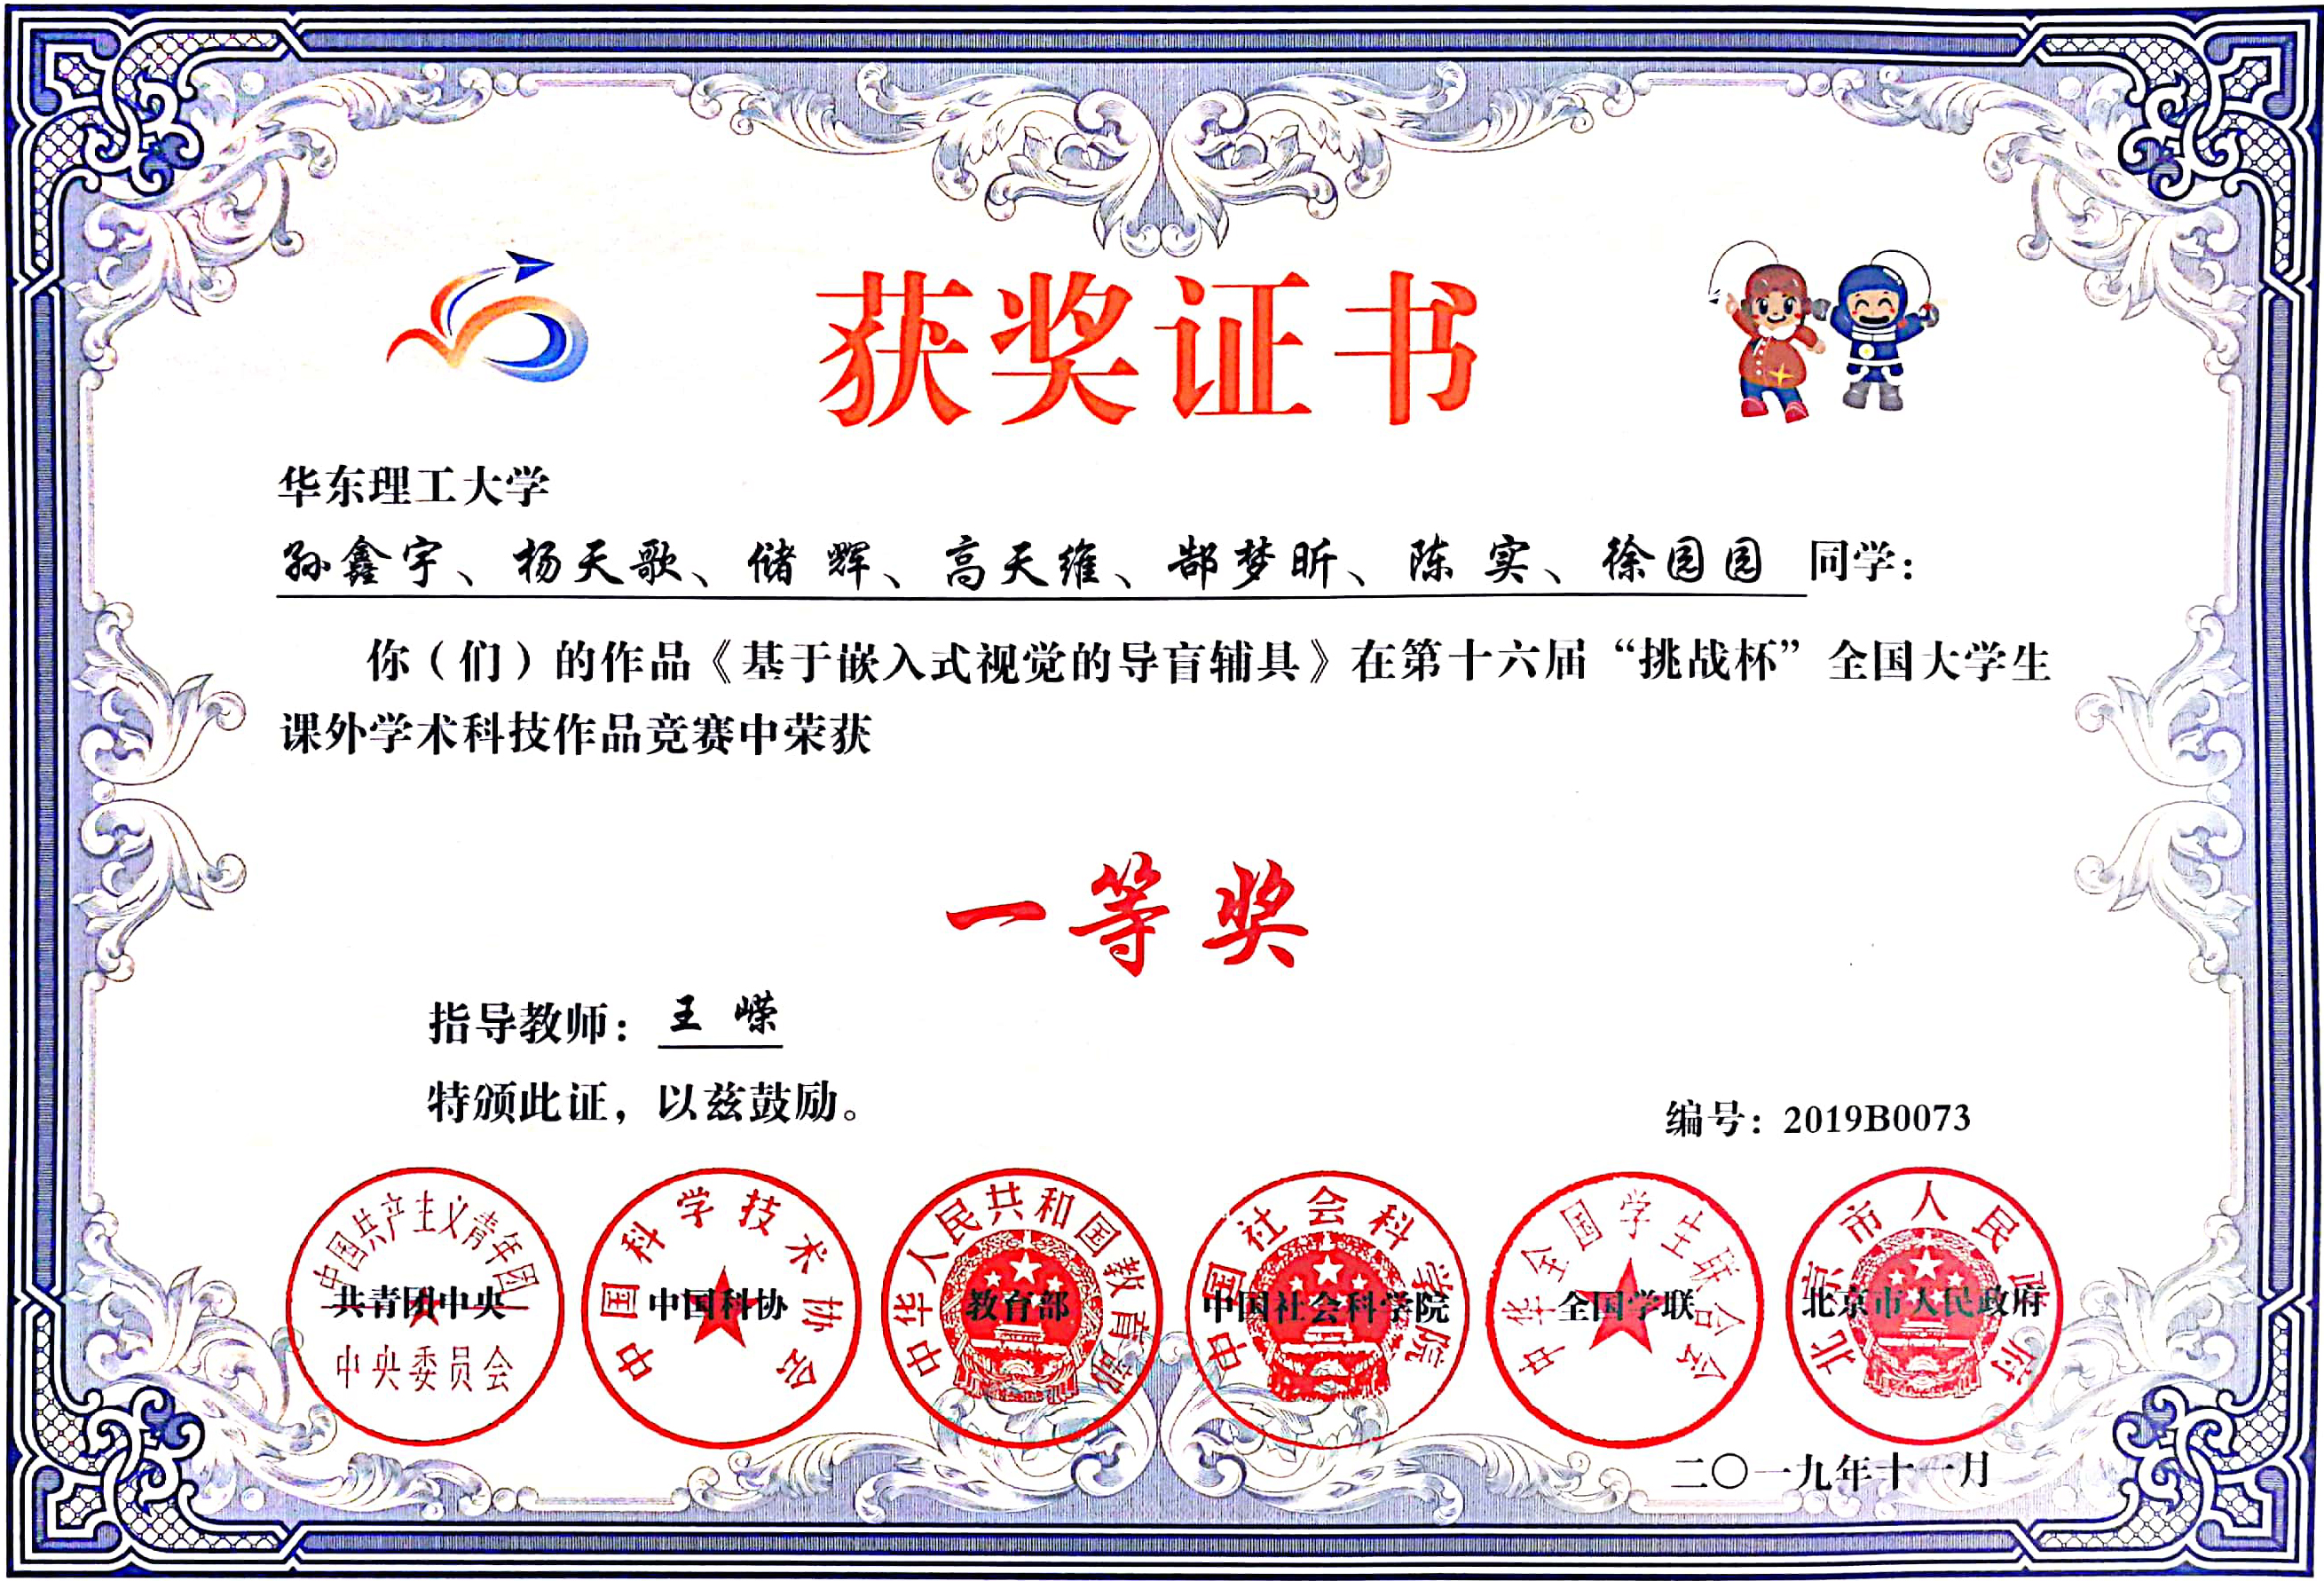 获奖证书
华东理工大学
孙鑫宇、杨天歌、储 辉、高天维、郜梦昕、陈 实、徐园园 同学：
你（们）的作品《基于嵌入式视觉的导盲辅具》在第十六届“挑战杯”全国大学生
课外学术科技作品竞赛中荣获
一等奖
指导教师：王 嵘
特颁此证，以兹鼓励。
编号：2019B0073
中国共产主义青年团
中央委员会
共青团中央
中国科学技术协会
中国科协
中华人民共和国教育部
教育部
中国社会科学院
中国社会科学院
中华全国学生联合会
全国学联
北京市人民政府
北京市人民政府
二〇一九年十一月